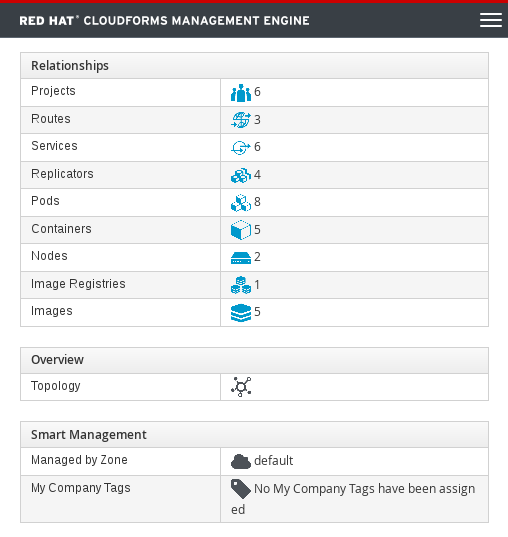 RED HAT® CLOUDFORMS MANAGEMENT ENGINE
Relationships
Projects 6
Routes 3
Services 6
Replicators 4
Pods 8
Containers 5
Nodes 2
Image Registries 1
Images 5
Overview
Topology
Smart Management
Managed by Zone default
My Company Tags No My Company Tags have been assign
ed